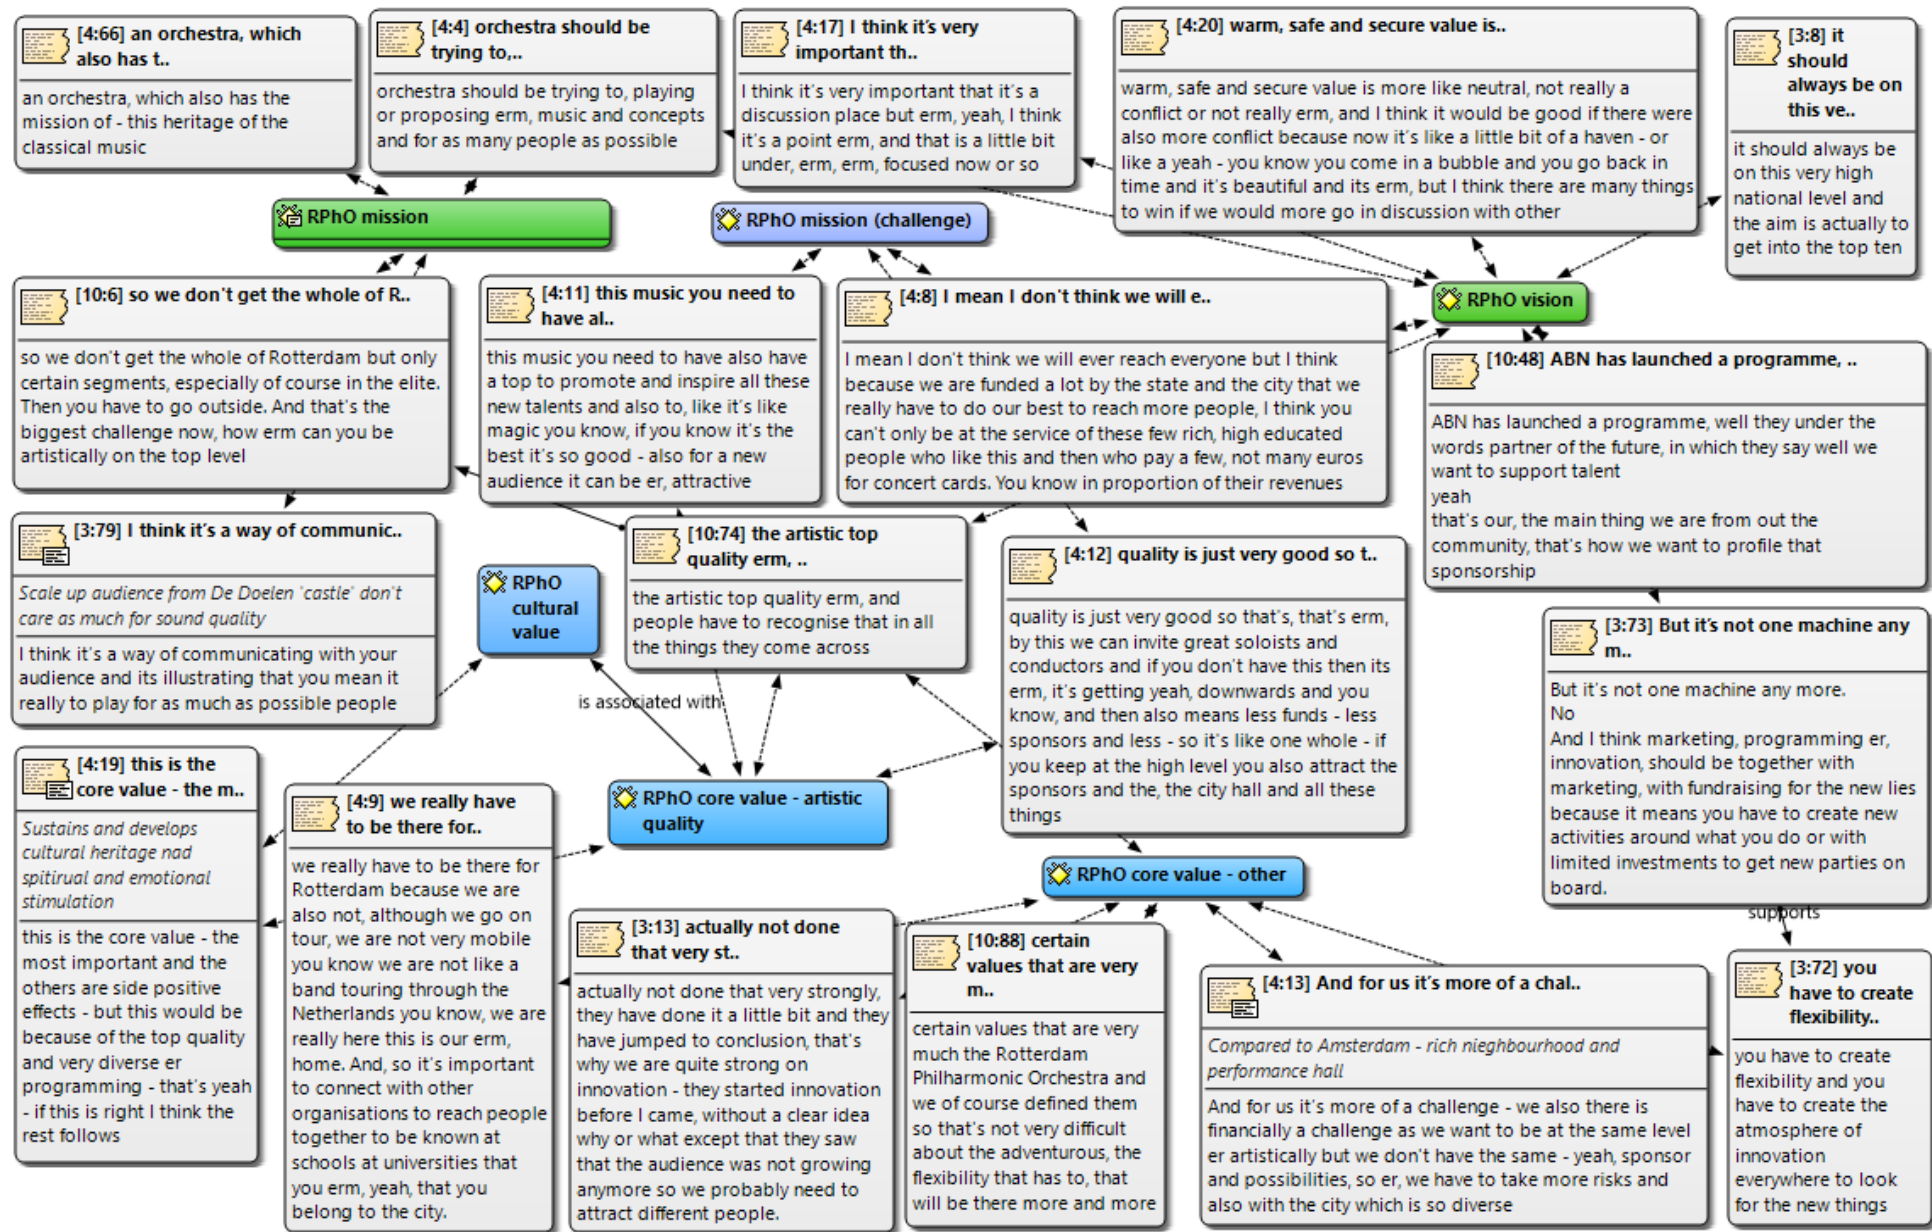 [4:66] an orchestra, which
also has t..
an orchestra, which also has the
mission of - this heritage of the
classical music
[4:4] orchestra should be
trying to,..
orchestra should be trying to, playing
or proposing erm, music and concepts
and for as many people as possible
[4:17] I think it's very
important th..
I think it's very important that it's a
discussion place but erm, yeah, I think
it's a point erm, and that is a little bit
under, erm, erm, focused now or so
[4:20] warm, safe and secure value is..
warm, safe and secure value is more like neutral, not really a
conflict or not really erm, and I think it would be good if there were
also more conflict because now it's like a little bit of a haven - or
like a yeah - you know you come in a bubble and you go back in
time and it's beautiful and its erm, but I think there are many things
to win if we would more go in discussion with other
[3:8] it
should
always be on
this ve..
it should always be
on this very high
national level and
the aim is actually to
get into the top ten
RPhO mission
RPhO mission (challenge)
RPhO vision
[10:6] so we don't get the whole of R..
so we don't get the whole of Rotterdam but only
certain segments, especially of course in the elite.
Then you have to go outside. And that's the
biggest challenge now, how erm can you be
artistically on the top level
[4:11] this music you need to
have al..
this music you need to have also have
a top to promote and inspire all these
new talents and also to, like it's like
magic you know, if you know it's the
best it's so good - also for a new
audience it can be er, attractive
[4:8] I mean I don't think we will e..
I mean I don't think we will ever reach everyone but I think
because we are funded a lot by the state and the city that we
really have to do our best to reach more people, I think you
can't only be at the service of these few rich, high educated
people who like this and then who pay a few, not many euros
for concert cards. You know in proportion of their revenues
[10:48] ABN has launched a programme, ..
ABN has launched a programme, well they under the
words partner of the future, in which they say well we
want to support talent
yeah
that's our, the main thing we are from out the
community, that's how we want to profile that
sponsorship
[3:79] I think it's a way of communic..
Scale up audience from De Doelen 'castle' don't
care as much for sound quality
I think it's a way of communicating with your
audience and its illustrating that you mean it
really to play for as much as possible people
RPhO
cultural
value
[10:74] the artistic top
quality erm, ..
the artistic top quality erm, and
people have to recognise that in all
the things they come across
is associated with
[4:12] quality is just very good so t..
quality is just very good so that's, that's erm,
by this we can invite great soloists and
conductors and if you don't have this then its
erm, it's getting yeah, downwards and you
know, and then also means less funds - less
sponsors and less - so it's like one whole - if
you keep at the high level you also attract the
sponsors and the, the city hall and all these
things
[3:73] But it's not one machine any
m..
But it's not one machine any more.
No
And I think marketing, programming er,
innovation, should be together with
marketing, with fundraising for the new lies
because it means you have to create new
activities around what you do or with
limited investments to get new parties on
board.
supports
[4:19] this is the
core value - the m..
Sustains and develops
cultural heritage nad
spitirual and emotional
stimulation
this is the core value - the
most important and the
others are side positive
effects - but this would be
because of the top quality
and very diverse er
programming - that's yeah
- if this is right I think the
rest follows
[4:9] we really have
to be there for..
we really have to be there for
Rotterdam because we are
also not, although we go on
tour, we are not very mobile
you know we are not like a
band touring through the
Netherlands you know, we are
really here this is our erm,
home. And, so it's important
to connect with other
organisations to reach people
together to be known at
schools at universities that
you erm, yeah, that you
belong to the city.
RPhO core value - artistic
quality
RPhO core value - other
[3:13] actually not done
that very st..
actually not done that very strongly,
they have done it a little bit and they
have jumped to conclusion, that's
why we are quite strong on
innovation - they started innovation
before I came, without a clear idea
why or what except that they saw
that the audience was not growing
anymore so we probably need to
attract different people.
[10:88] certain
values that are very
m..
certain values that are very
much the Rotterdam
Philharmonic Orchestra and
we of course defined them
so that's not very difficult
about the adventurous, the
flexibility that has to, that
will be there more and more
[4:13] And for us it's more of a chal..
Compared to Amsterdam - rich nieghbourhood and
performance hall
And for us it's more of a challenge - we also there is
financially a challenge as we want to be at the same level
er artistically but we don't have the same - yeah, sponsor
and possibilities, so er, we have to take more risks and
also with the city which is so diverse
[3:72] you
have to create
flexibility..
you have to create
flexibility and you
have to create the
atmosphere of
innovation
everywhere to look
for the new things